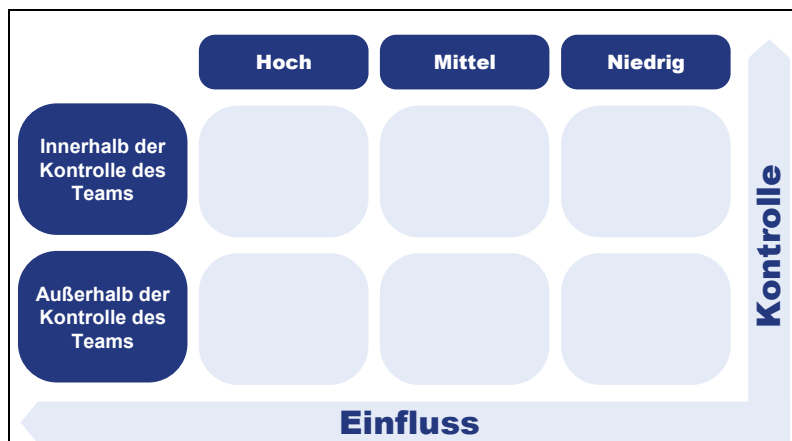 Hoch
Mittel
Niedrig
Innerhalb der
Kontrolle des
Teams
Außerhalb der
Kontrolle des
Teams
Kontrolle
Einfluss